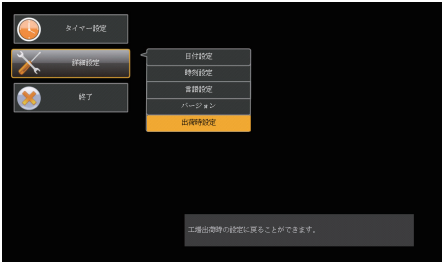 タイマー設定
詳細設定
終了
日付設定
時刻設定
言語設定
バージョン
出荷時設定
工場出荷時の設定に戻ることができます。